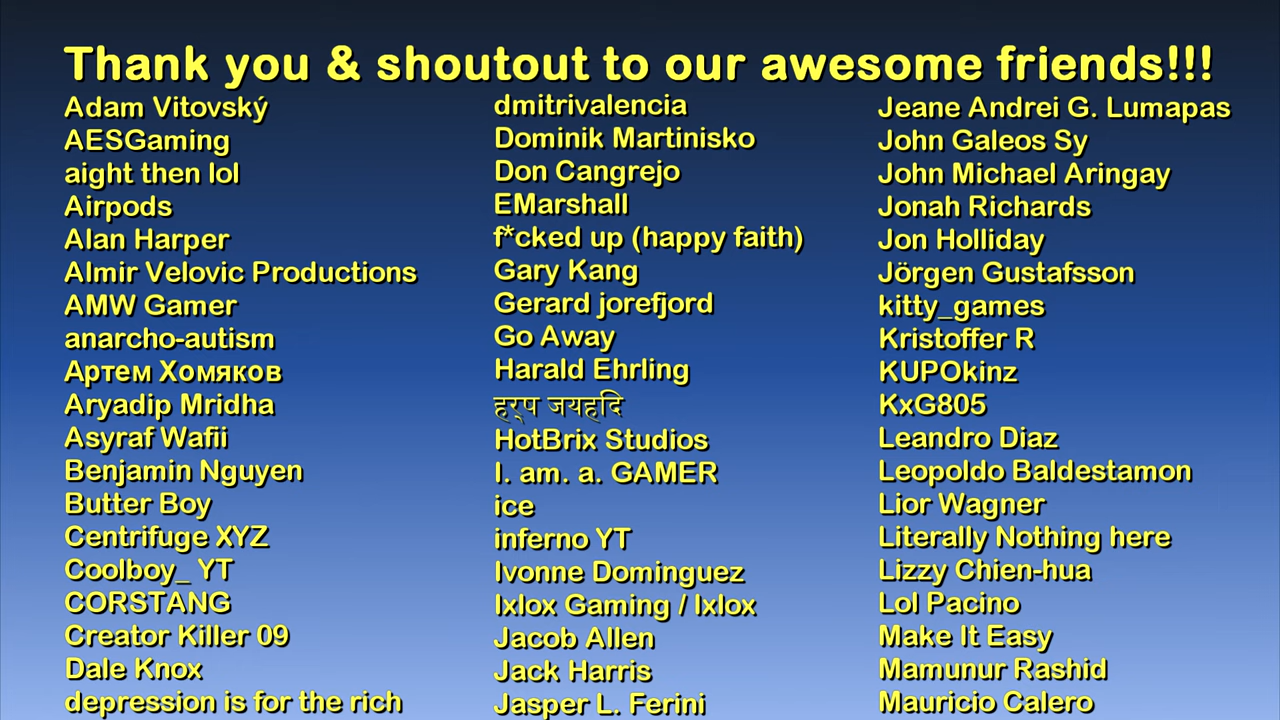 Thank you & shoutout to our awesome friends!!!
Adam Vitovský
AESGaming
aight then lol
Airpods
Alan Harper
Almir Velovic Productions
AMW Gamer
anarcho-autism
Артем Хомяков
Aryadip Mridha
Asyraf Wafii
Benjamin Nguyen
Butter Boy
Centrifuge XYZ
Coolboy_ YT
CORSTANG
Creator Killer 09
Dale Knox
depression is for the rich
dmitrivalencia
Dominik Martinisko
Don Cangrejo
EMarshall
f*cked up (happy faith)
Gary Kang
Gerard jorefjord
Go Away
Harald Ehrling
हर्‌प जयहदि
HotBrix Studios
I. am. a. GAMER
ice
inferno YT
Ivonne Dominguez
Ixlox Gaming / Ixlox
Jacob Allen
Jack Harris
Jasper L. Ferini
Jeane Andrei G. Lumapas
John Galeos Sy
John Michael Aringay
Jonah Richards
Jon Holliday
Jörgen Gustafsson
kitty_games
Kristoffer R
KUPOkinz
KxG805
Leandro Diaz
Leopoldo Baldestamon
Lior Wagner
Literally Nothing here
Lizzy Chien-hua
Lol Pacino
Make It Easy
Mamunur Rashid
Mauricio Calero